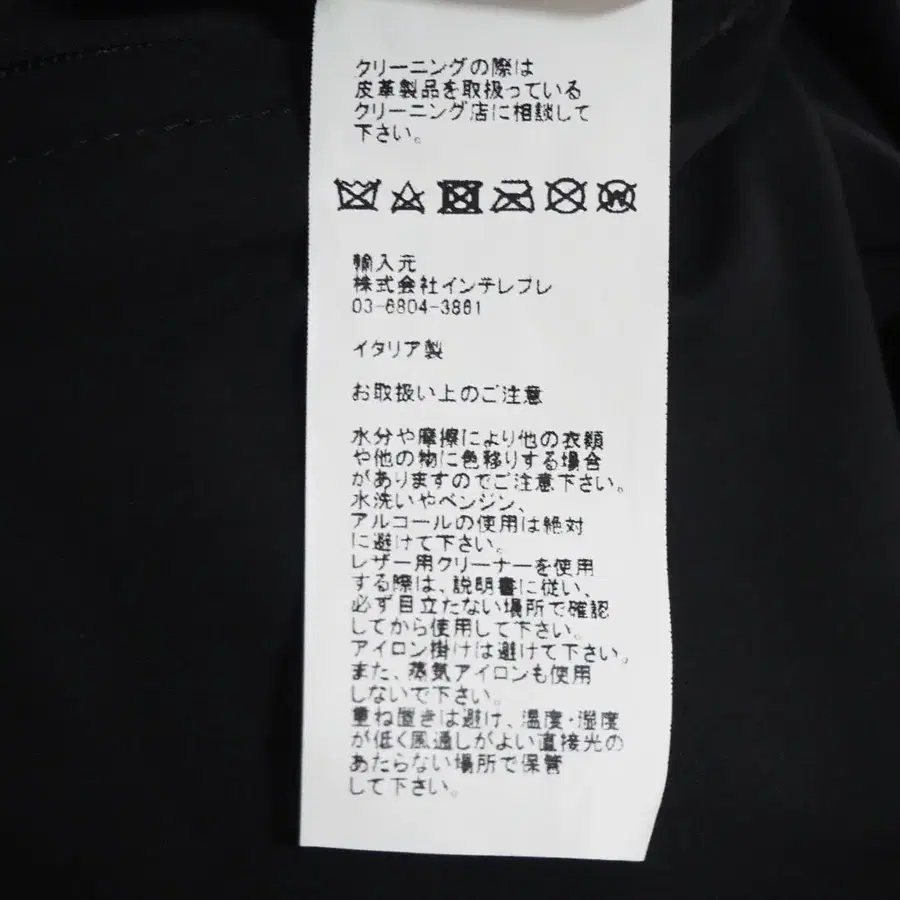 クリーニングの際は
皮革製品を取扱っている
クリーニング店に相談して
下さい。
輸入元
株式会社インテレプレ
03-6804-3861
イタリア製
お取扱い上のご注意
水分や摩擦により他の衣類
や他の物に色移りする場合
がありますのでご注意下さい。
水洗いやベンジン、
アルコールの使用は絶対
に避けて下さい。
レザー用クリーナーを使用
する際は、説明書に従い、
必ず目立たない場所で確認
してから使用して下さい。
アイロン掛けは避けて下さい。
また、蒸気アイロンも使用
しないで下さい。
重ね置きは避け、温度・湿度
が低く風通しがよい直接光の
あたらない場所で保管
して下さい。